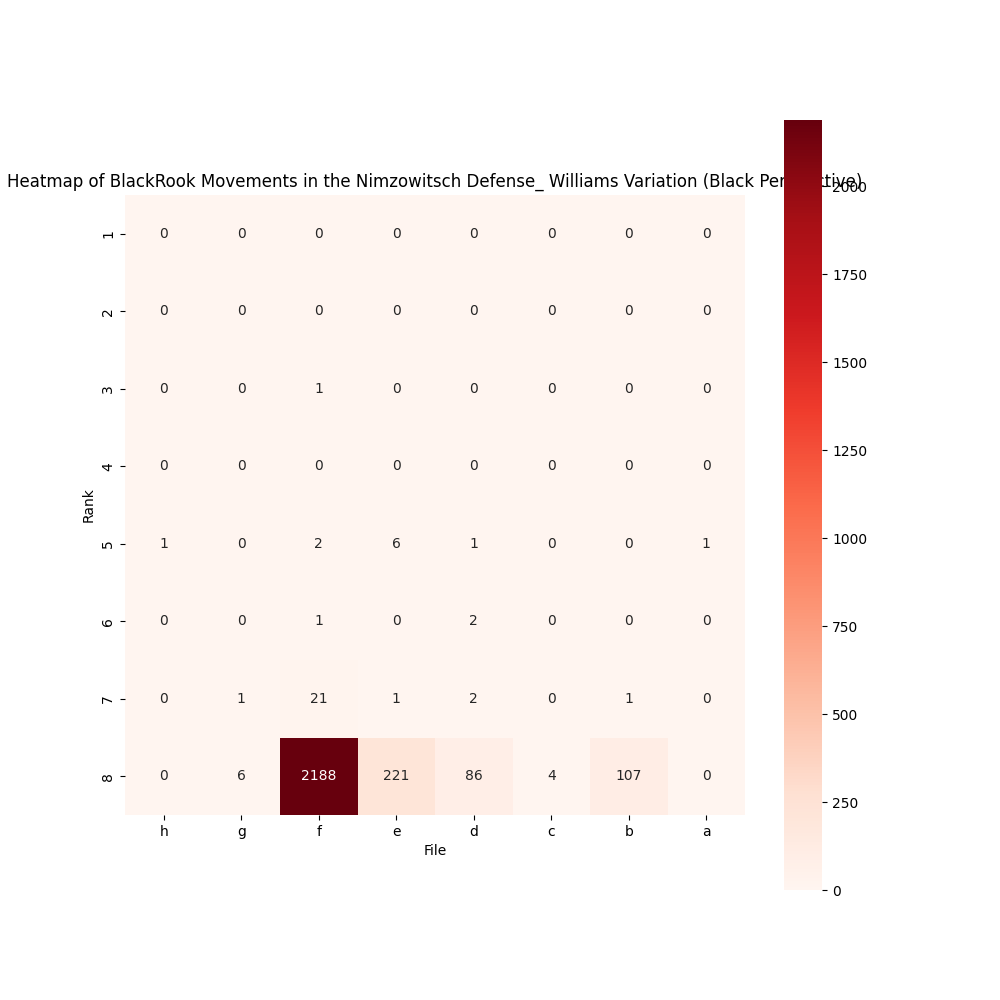 Heatmap of BlackRook Movements in the Nimzowitsch Defense_ Williams Variation (Black Perspective)
2000
1 0 0 0 0 0 0 0 0
1750
2 0 0 0 0 0 0 0 0
1500
3 0 0 1 0 0 0 0 0
1250
4 0 0 0 0 0 0 0 0
Rank
1000
5 1 0 2 6 1 0 0 1
750
6 0 0 1 0 2 0 0 0
7 0 1 21 1 2 0 1 0
500
8 0 6 2188 221 86 4 107 0
250
h g f e d c b a
File
0